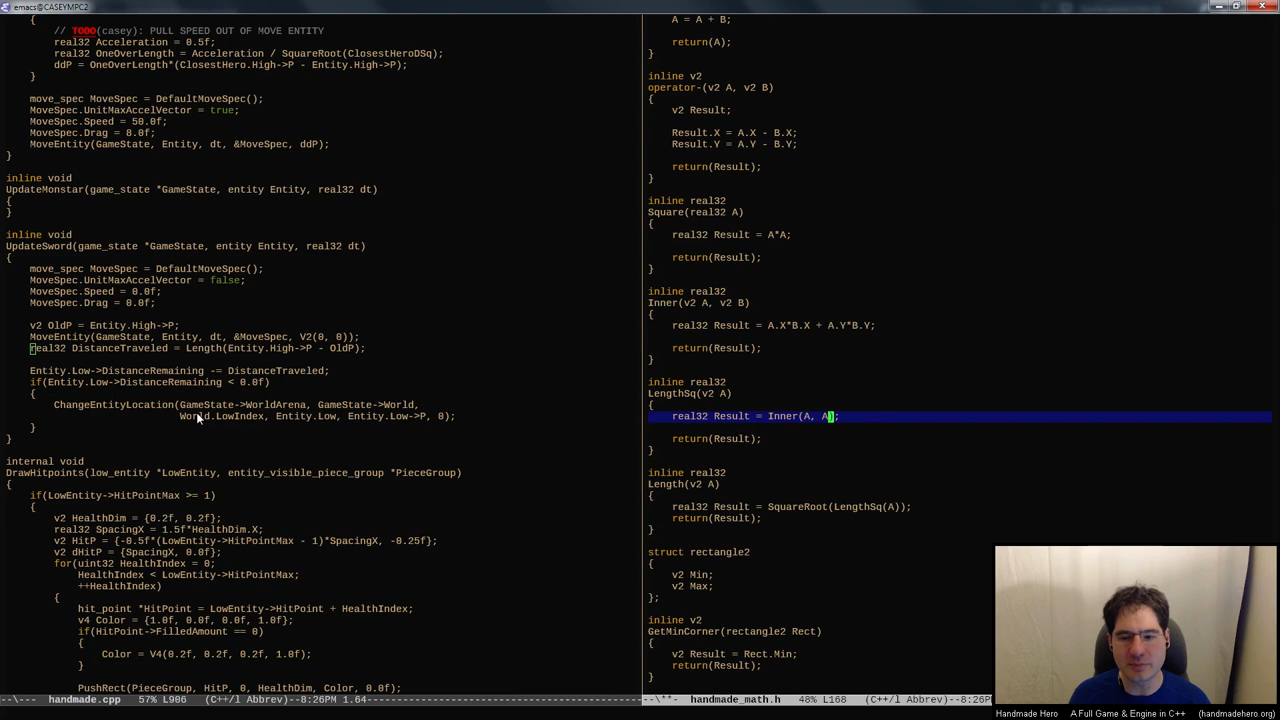 emacs@CASEYMPC2
{
// TODO(casey): PULL SPEED OUT OF MOVE ENTITY
real32 Acceleration = 0.5f;
real32 OneOverLength = Acceleration / SquareRoot(ClosestHeroDSq);
ddP = OneOverLength*(ClosestHero.High->P - Entity.High->P);
}
move_spec MoveSpec = DefaultMoveSpec();
MoveSpec.UnitMaxAccelVector = true;
MoveSpec.Speed = 50.0f;
MoveSpec.Drag = 8.0f;
MoveEntity(GameState, Entity, dt, &MoveSpec, ddP);
}
inline void
UpdateMonstar(game_state *GameState, entity Entity, real32 dt)
{
}
inline void
UpdateSword(game_state *GameState, entity Entity, real32 dt)
{
move_spec MoveSpec = DefaultMoveSpec();
MoveSpec.UnitMaxAccelVector = false;
MoveSpec.Speed = 0.0f;
MoveSpec.Drag = 0.0f;
v2 OldP = Entity.High->P;
MoveEntity(GameState, Entity, dt, &MoveSpec, V2(0, 0));
real32 DistanceTraveled = Length(Entity.High->P - OldP);
Entity.Low->DistanceRemaining -= DistanceTraveled;
if(Entity.Low->DistanceRemaining < 0.0f)
{
ChangeEntityLocation(GameState->WorldArena, GameState->World,
World.LowIndex, Entity.Low, Entity.Low->P, 0);
}
}
internal void
DrawHitpoints(low_entity *LowEntity, entity_visible_piece_group *PieceGroup)
{
if(LowEntity->HitPointMax >= 1)
{
v2 HealthDim = {0.2f, 0.2f};
real32 SpacingX = 1.5f*HealthDim.X;
v2 HitP = {-0.5f*(LowEntity->HitPointMax - 1)*SpacingX, -0.25f};
v2 dHitP = {SpacingX, 0.0f};
for(uint32 HealthIndex = 0;
HealthIndex < LowEntity->HitPointMax;
++HealthIndex)
{
hit_point *HitPoint = LowEntity->HitPoint + HealthIndex;
v4 Color = {1.0f, 0.0f, 0.0f, 1.0f};
if(HitPoint->FilledAmount == 0)
{
Color = V4(0.2f, 0.2f, 0.2f, 1.0f);
}
PushRect(PieceGroup, HitP, 0, HealthDim, Color, 0.0f);
-\--- handmade.cpp 57% L906 (C++/l Abbrev)--8:26PM 1.64
A = A + B;
return(A);
}
inline v2
operator-(v2 A, v2 B)
{
v2 Result;
Result.X = A.X - B.X;
Result.Y = A.Y - B.Y;
return(Result);
}
inline real32
Square(real32 A)
{
real32 Result = A*A;
return(Result);
}
inline real32
Inner(v2 A, v2 B)
{
real32 Result = A.X*B.X + A.Y*B.Y;
return(Result);
}
inline real32
LengthSq(v2 A)
{
real32 Result = Inner(A, A);
return(Result);
}
inline real32
Length(v2 A)
{
real32 Result = SquareRoot(LengthSq(A));
return(Result);
}
struct rectangle2
{
v2 Min;
v2 Max;
};
inline v2
GetMinCorner(rectangle2 Rect)
{
v2 Result = Rect.Min;
return(Result);
}
-\**- handmade_math.h 48% L168 (C++/l Abbrev)--8:26PM
Handmade Hero A Full Game & Engine in C++ (handmadehero.org)